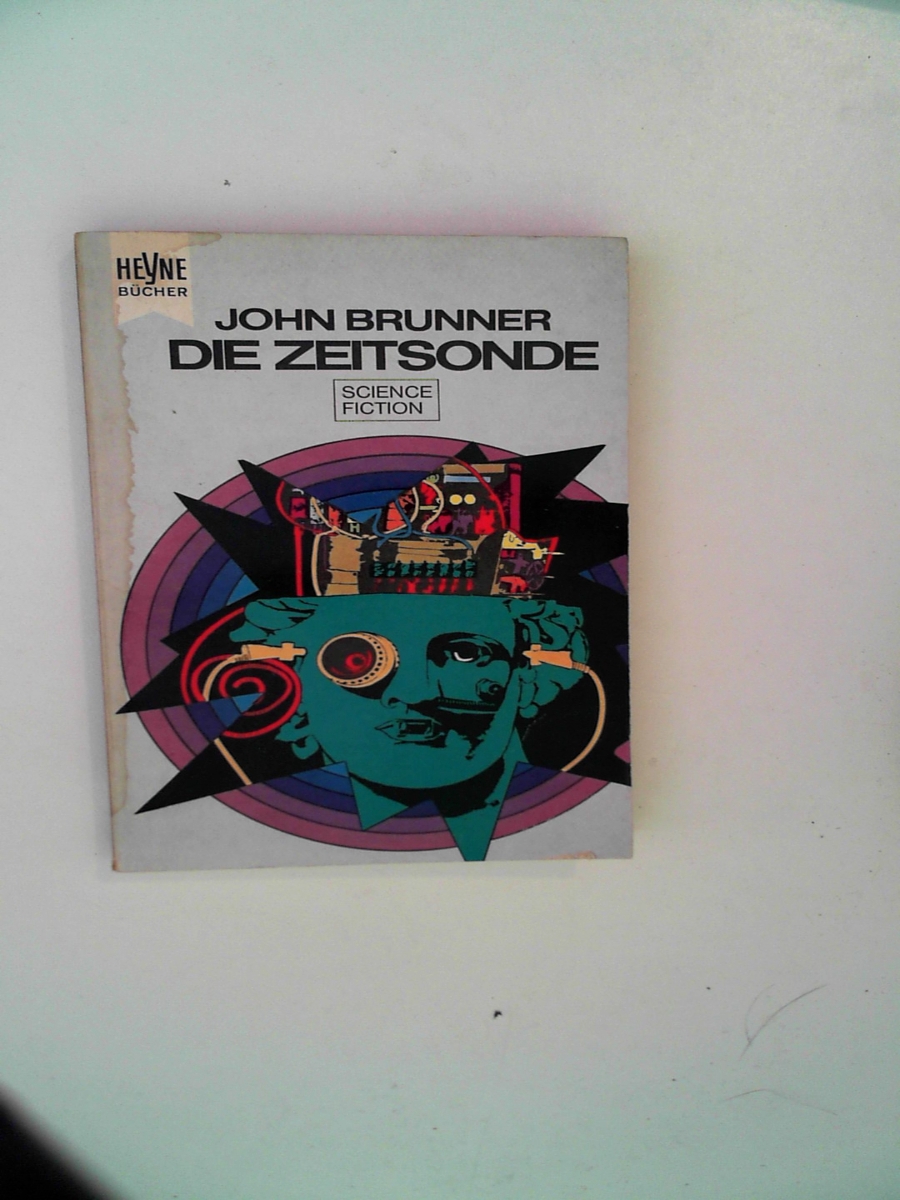 HEYNE
BÜCHER
JOHN BRUNNER
DIE ZEITSONDE
SCIENCE
FICTION